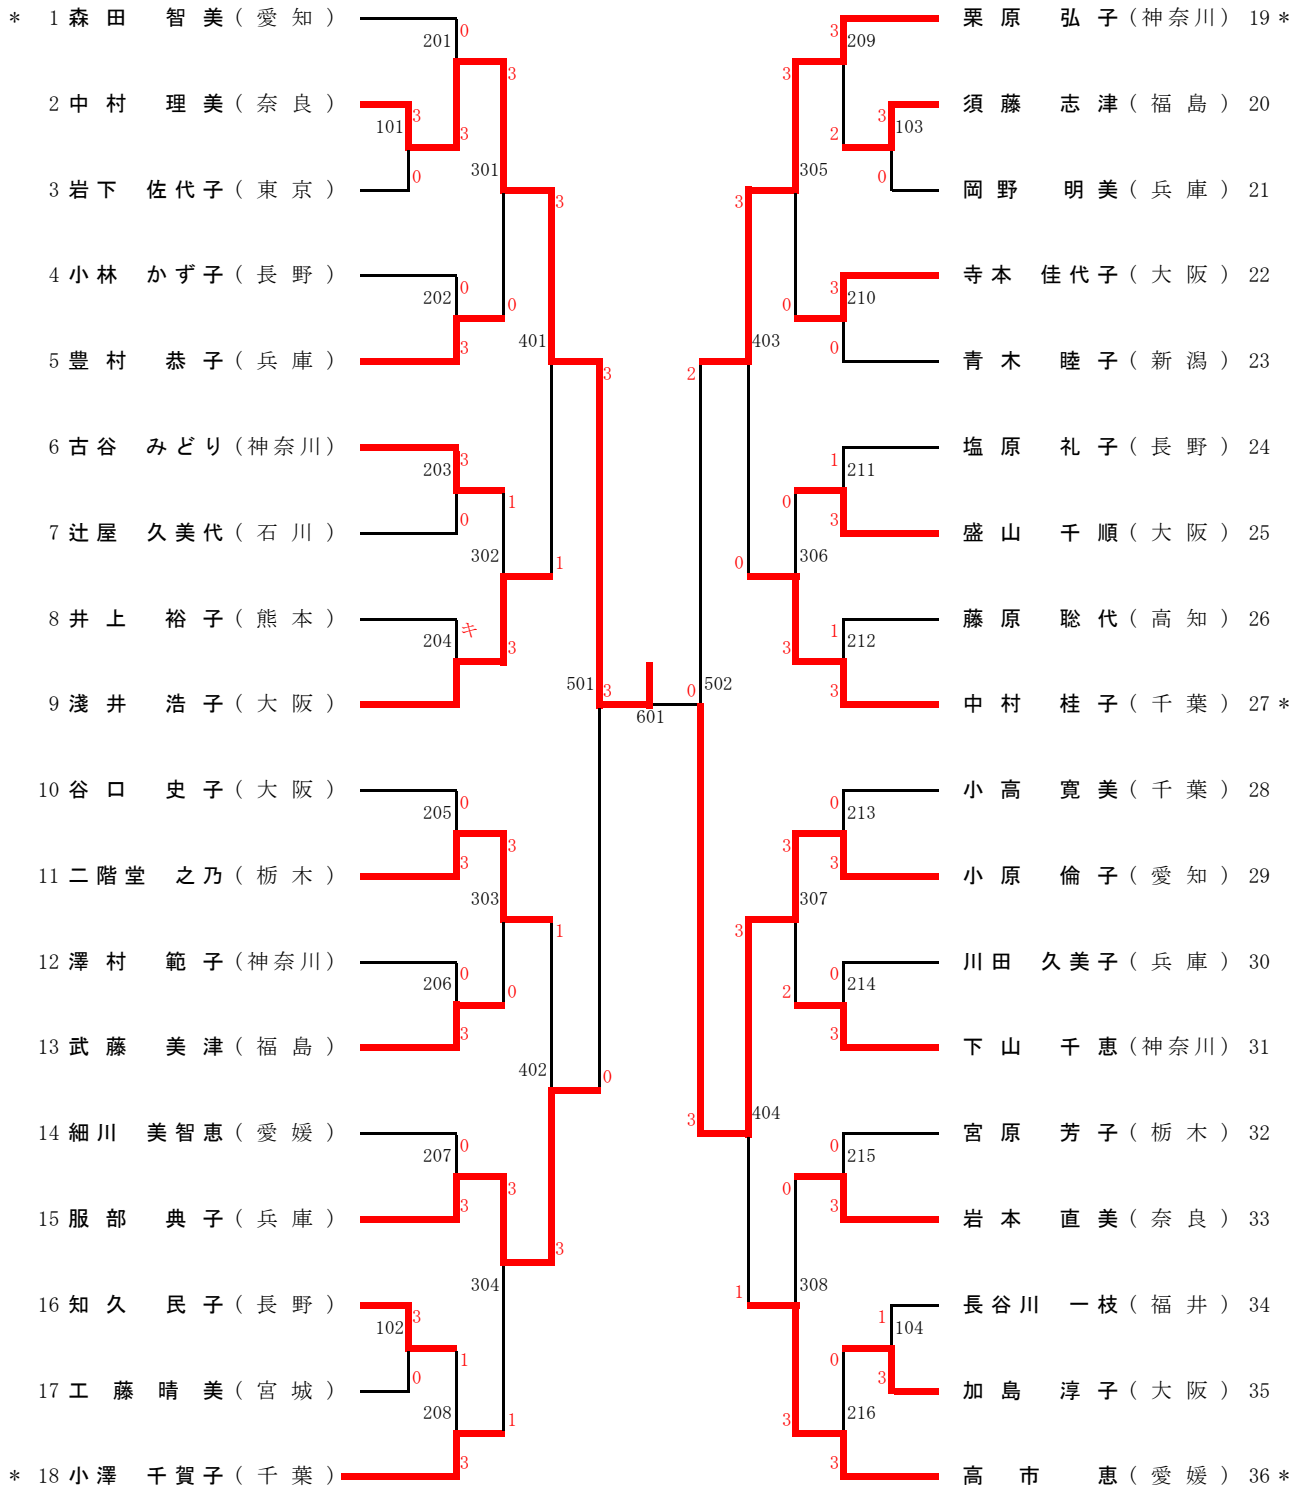 * 1 森田 智美 (愛知)
0
201
3
2 中村 理美 (奈良)
3
101
3
0
301
3 岩下 佐代子 (東京)
3
4 小林 かず子 (長野)
0
202
0
3
401
5 豊村 恭子 (兵庫)
3
6 古谷 みどり (神奈川)
3
203
1
0
7 辻屋 久美代 (石川)
302
1
8 井上 裕子 (熊本)
キ
204
3
9 淺井 浩子 (大阪)
501
3
601
10 谷口 史子 (大阪)
0
205
3
3
11 二階堂 之乃 (栃木)
303
1
12 澤村 範子 (神奈川)
0
206
0
3
13 武藤 美津 (福島)
402
0
14 細川 美智恵 (愛媛)
0
207
3
3
15 服部 典子 (兵庫)
3
304
16 知久 民子 (長野)
3
102
1
0
17 工藤 晴美 (宮城)
208
1
3
* 18 小澤 千賀子 (千葉)
栗原 弘子 (神奈川) 19 *
3
209
3
須藤 志津 (福島) 20
3
103
2
0
305
岡野 明美 (兵庫) 21
3
寺本 佳代子 (大阪) 22
3
210
0
0
403
青木 睦子 (新潟) 23
2
塩原 礼子 (長野) 24
1
211
0
3
盛山 千順 (大阪) 25
306
0
藤原 聡代 (高知) 26
1
212
3
3
中村 桂子 (千葉) 27 *
502
0
小高 寛美 (千葉) 28
0
213
3
3
小原 倫子 (愛知) 29
307
3
川田 久美子 (兵庫) 30
0
214
2
3
下山 千恵 (神奈川) 31
404
3
宮原 芳子 (栃木) 32
0
215
0
3
岩本 直美 (奈良) 33
308
1
長谷川 一枝 (福井) 34
1
104
0
3
加島 淳子 (大阪) 35
216
3
3
高市 恵 (愛媛) 36 *